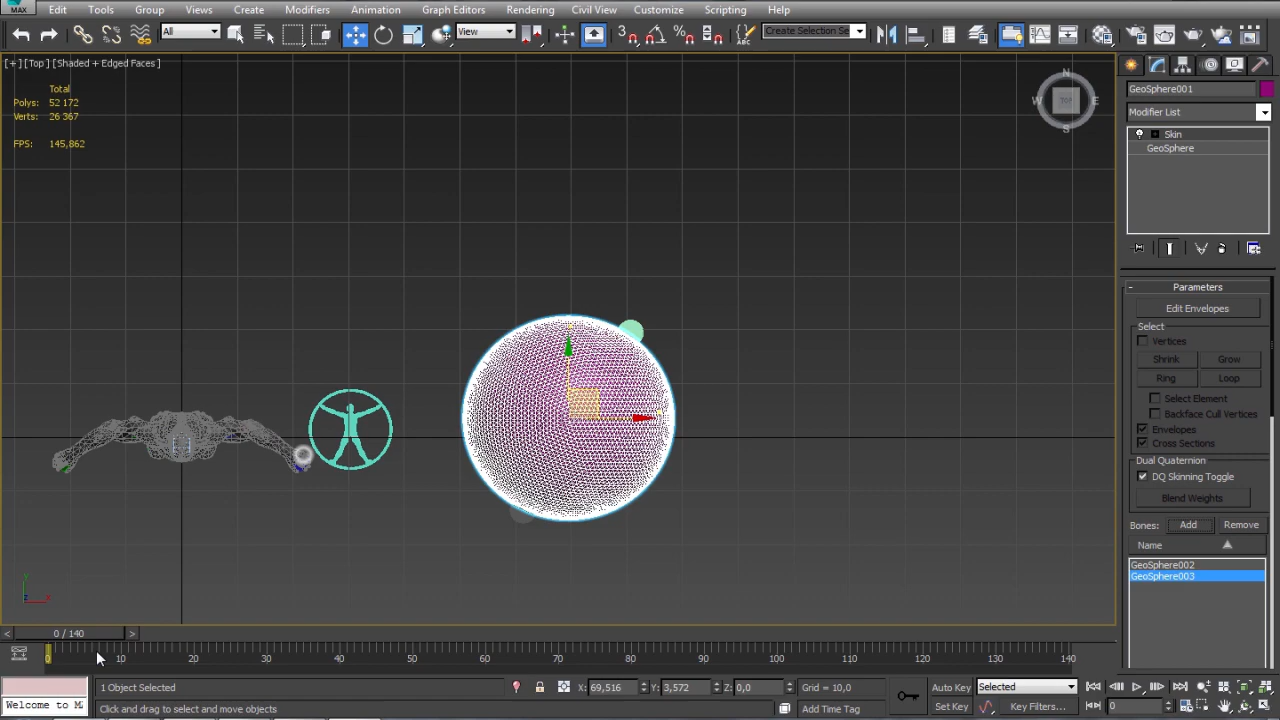 MAX Edit Tools Group Views Create Modifiers Animation Graph Editors Rendering Civil View Customize Scripting Help
All View 3 Create Selection Se
[+] [Top] [Shaded + Edged Faces]
Total
Polys: 52 172
Verts: 26 367
FPS: 145,862
N
W TOP E
S
GeoSphere001
Modifier List
Skin
GeoSphere
- Parameters
Edit Envelopes
Select
Vertices
Shrink Grow
Ring Loop
Select Element
Backface Cull Vertices
Envelopes
Cross Sections
Dual Quaternion
DQ Skinning Toggle
Blend Weights
Bones: Add Remove
Name
GeoSphere002
GeoSphere003
y
x
< 0 / 140 >
0 10 20 30 40 50 60 70 80 90 100 110 120 130 140
1 Object Selected X: 69,516 Y: 3,572 Z: 0,0 Grid = 10,0 Auto Key Selected
Welcome to M Click and drag to select and move objects Add Time Tag Set Key Key Filters... 0